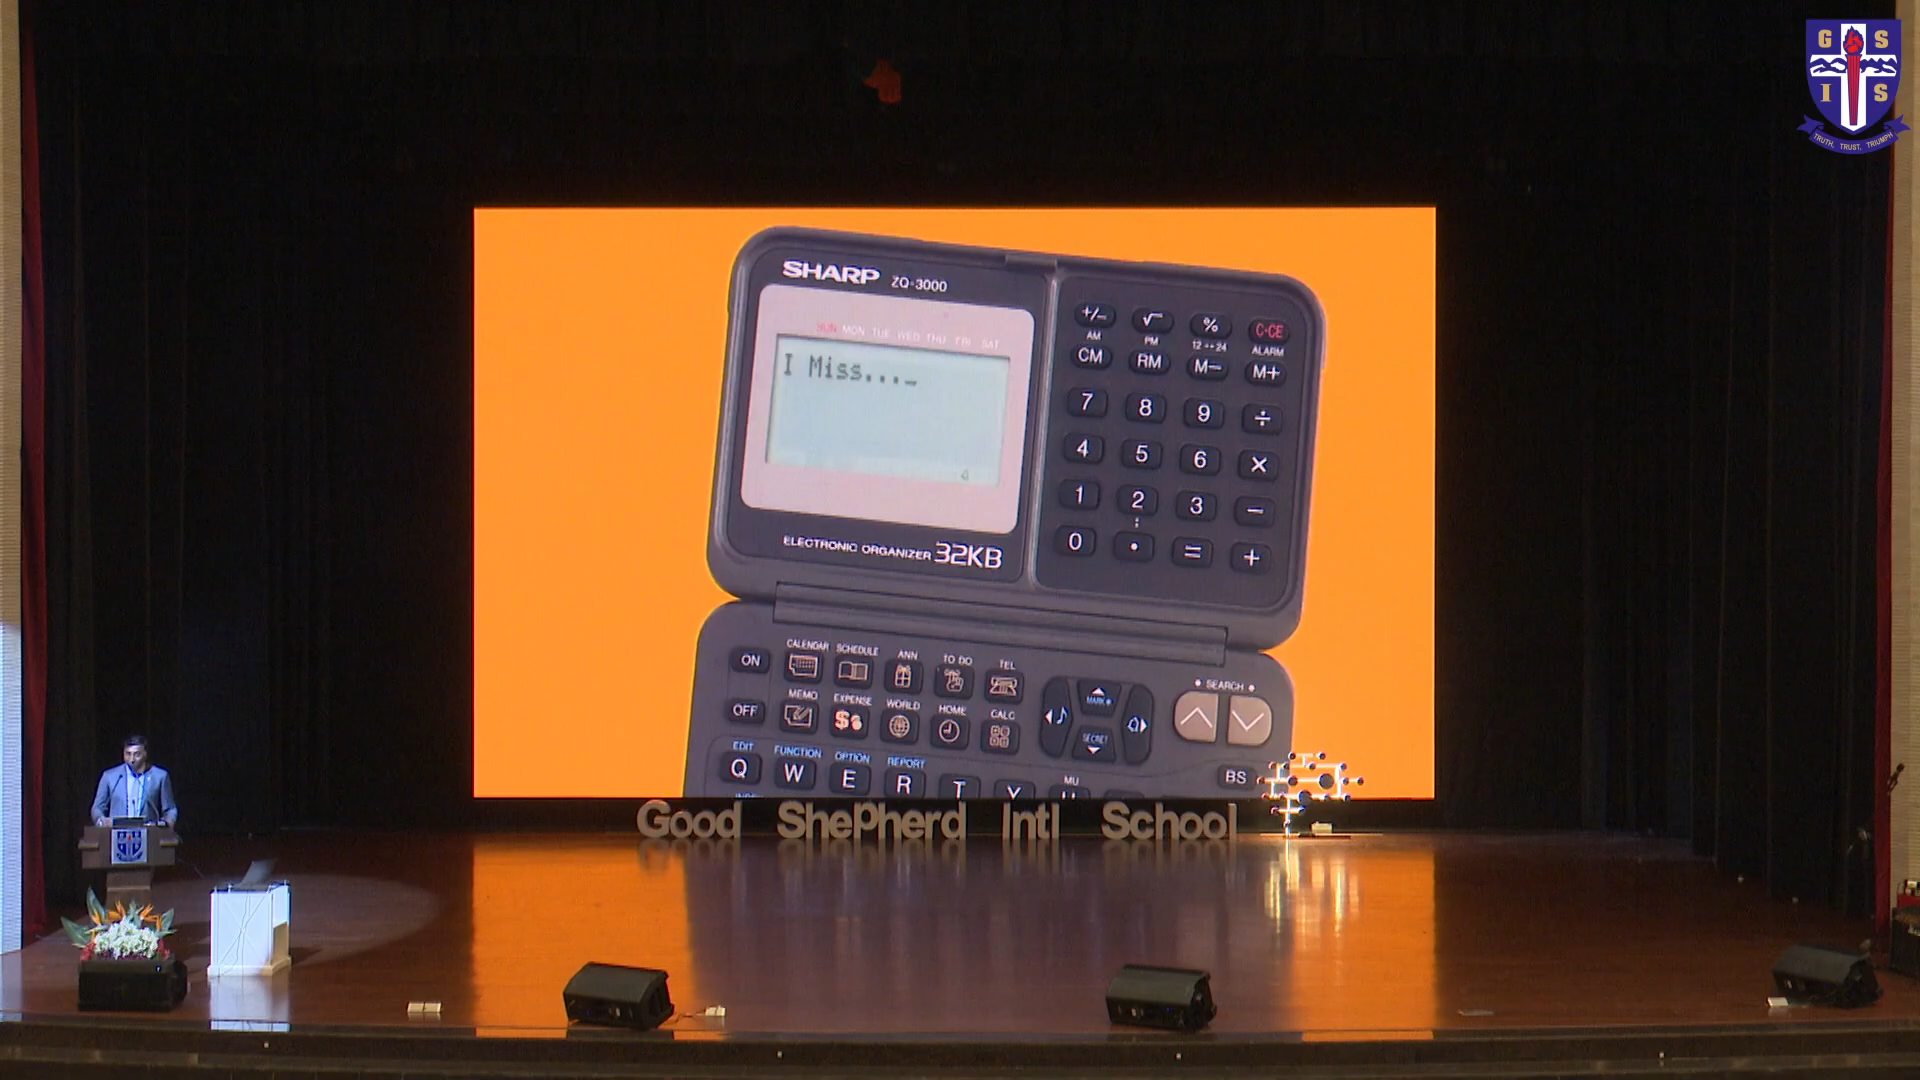 G S
I S
TRUTH, TRUST, TRIUMPH
SHARP ZQ-3000
SUN MON TUE WED THU FRI SAT
I Miss..._
4
ELECTRONIC ORGANIZER 32KB
+/− √ % C·CE
AM PM 12↔24 ALARM
CM RM M− M+
7 8 9 ÷
4 5 6 ×
1 2 3 −
:
0 • = +
CALENDAR SCHEDULE ANN TO DO TEL
ON
• SEARCH •
MEMO EXPENSE WORLD HOME CALC
OFF
$
MARK
SECRET
EDIT FUNCTION OPTION REPORT MU
Q W E R T Y U
BS
Good ShePherd Intl School